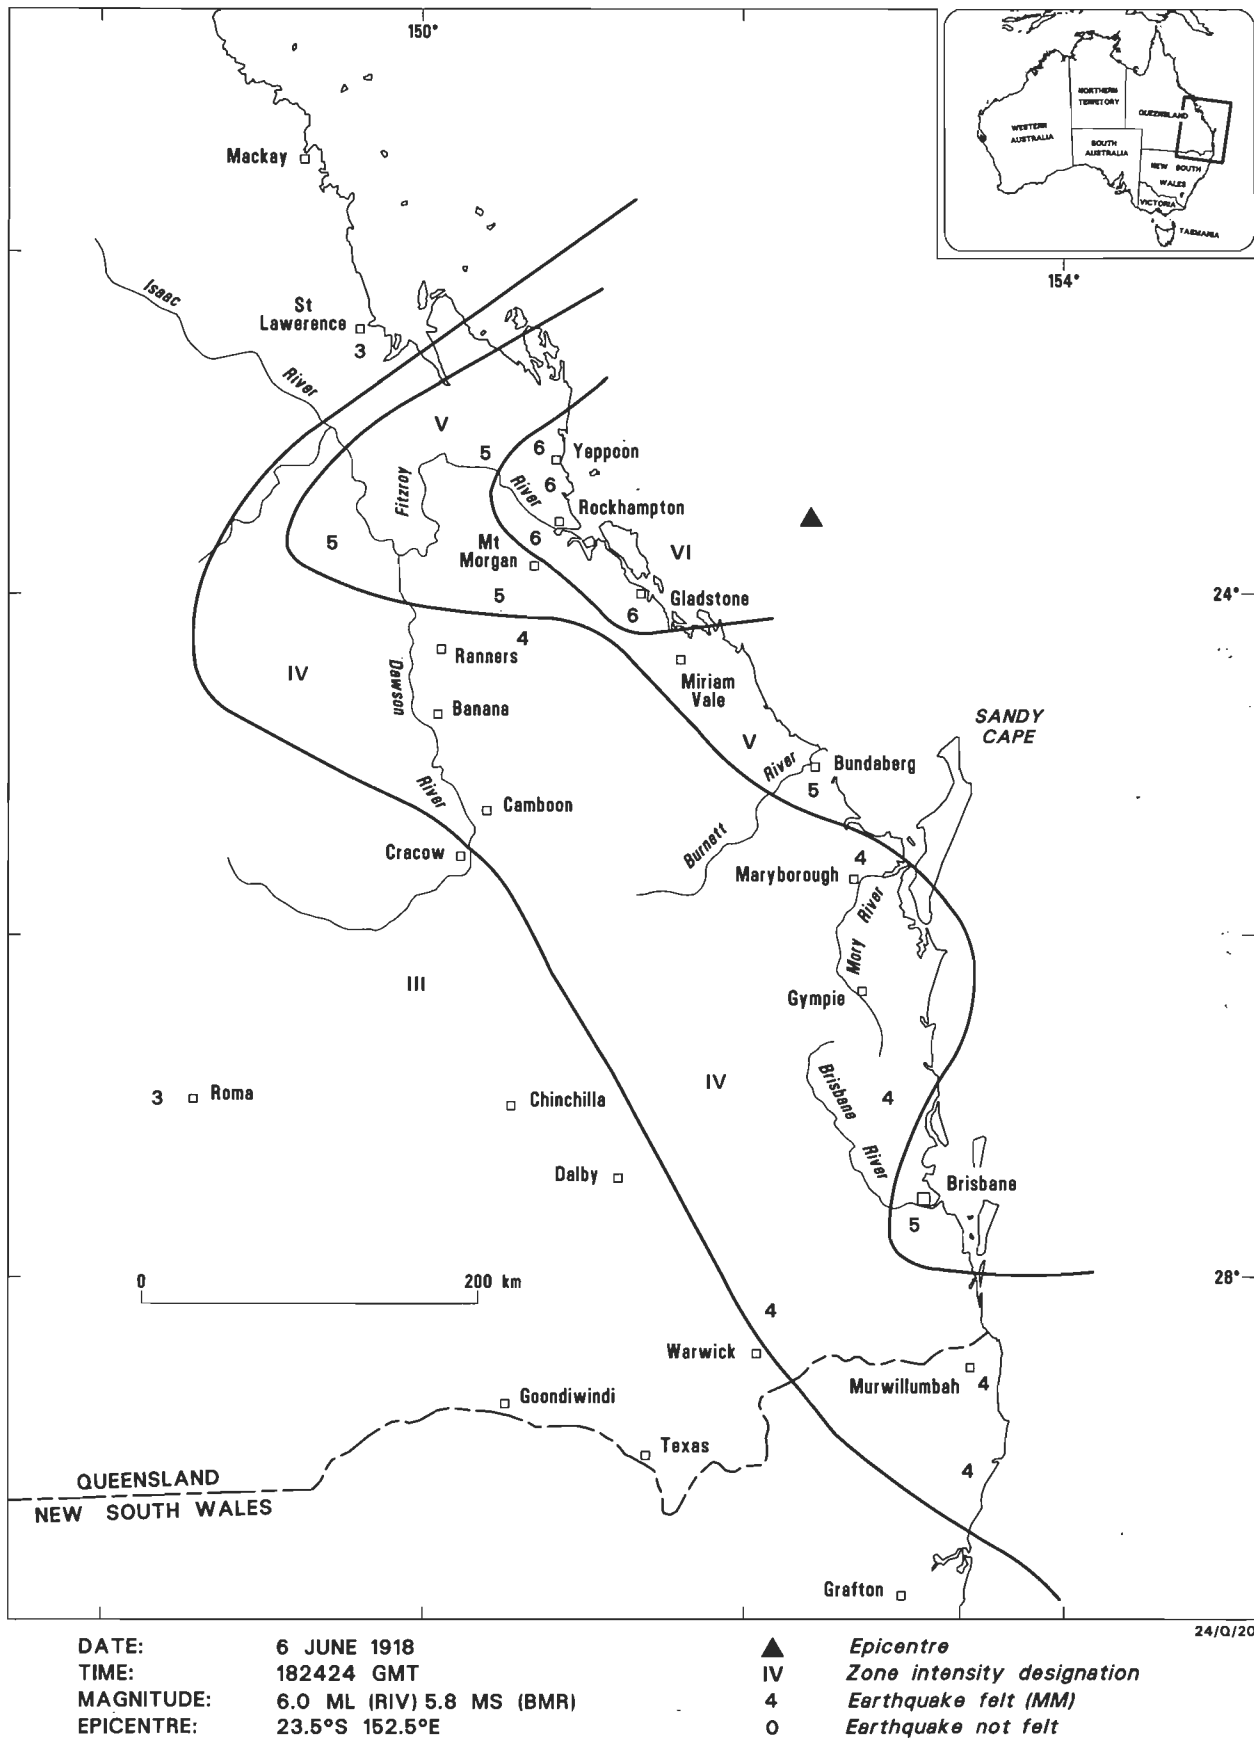 150°
NORTHERN
TERRITORY
QUEENSLAND
WESTERN
AUSTRALIA
SOUTH
AUSTRALIA
NEW SOUTH
WALES
VICTORIA
TASMANIA
154°
Mackay
Isaac
River
St
Lawerence
3
V
5
6
Yeppoon
6
Fitzroy
River
Rockhampton
5
Mt
Morgan
6
VI
5
Gladstone
6
24°
4
Ranners
IV
Dawson
River
Miriam
Vale
Banana
V
SANDY
CAPE
River
Burnett
Bundaberg
5
Camboon
Cracow
4
Maryborough
Mory
River
III
Gympie
IV
3
Roma
Chinchilla
Brisbane
River
4
Dalby
Brisbane
5
0
200 km
28°
4
Warwick
Murwillumbah
4
Goondiwindi
Texas
4
QUEENSLAND
NEW SOUTH WALES
Grafton
24/Q/20
DATE: 6 JUNE 1918
TIME: 182424 GMT
MAGNITUDE: 6.0 ML (RIV) 5.8 MS (BMR)
EPICENTRE: 23.5°S 152.5°E
Epicentre
IV Zone intensity designation
4 Earthquake felt (MM)
0 Earthquake not felt